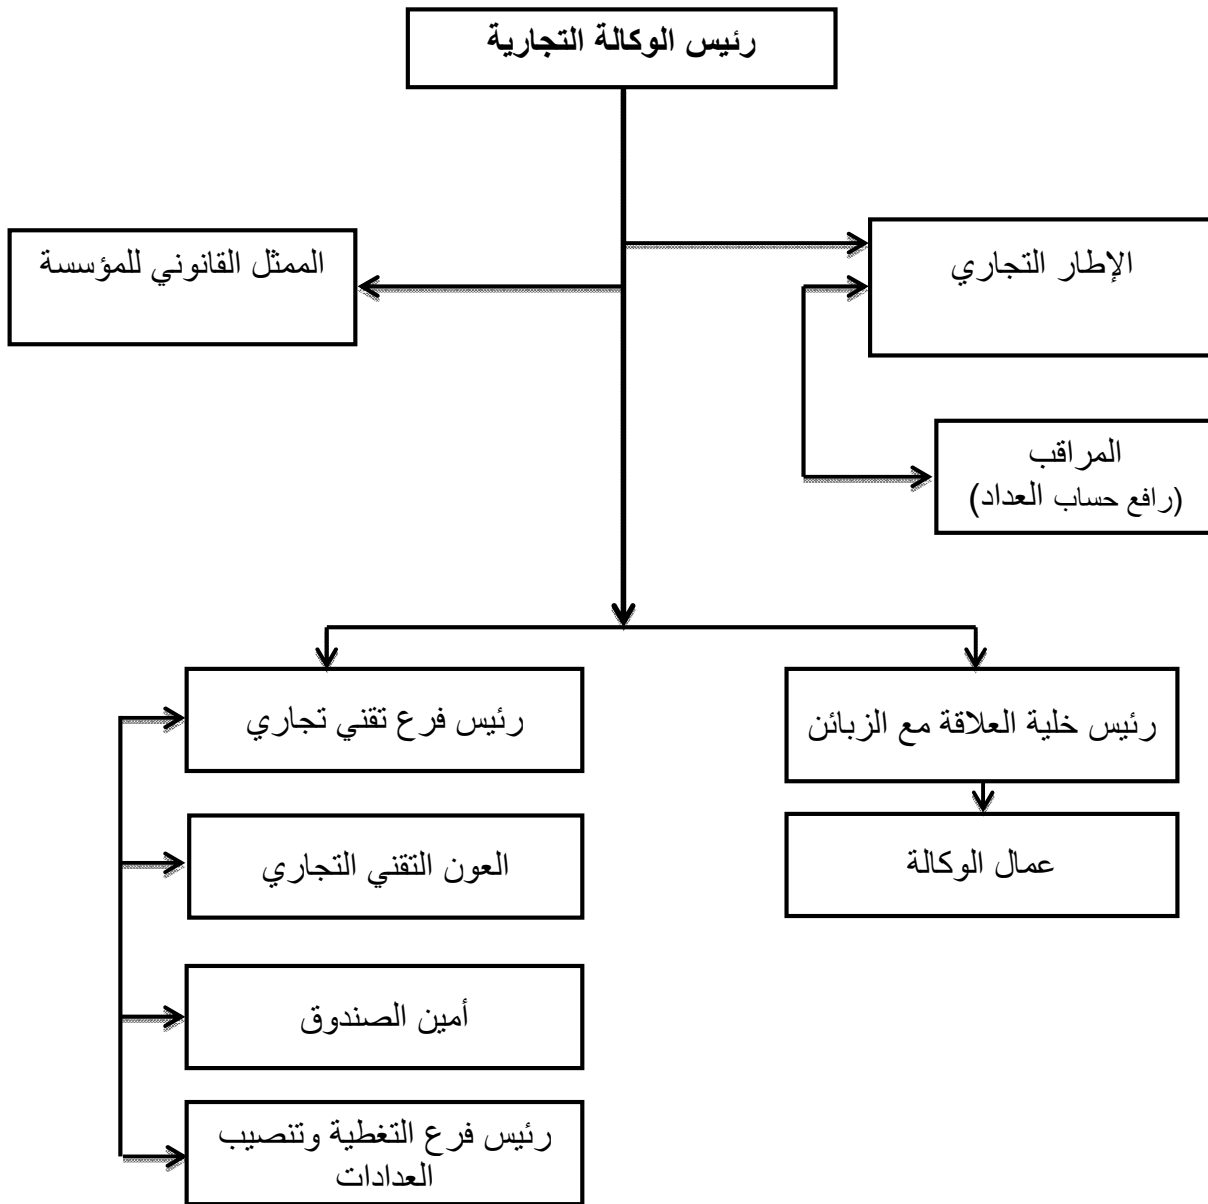 رئيس الوكالة التجارية
الإطار التجاري
الممثل القانوني للمؤسسة
المراقب
(رافع حساب العداد)
رئيس خلية العلاقة مع الزبائن
رئيس فرع تقني تجاري
عمال الوكالة
العون التقني التجاري
أمين الصندوق
رئيس فرع التغطية وتنصيب
العدادات